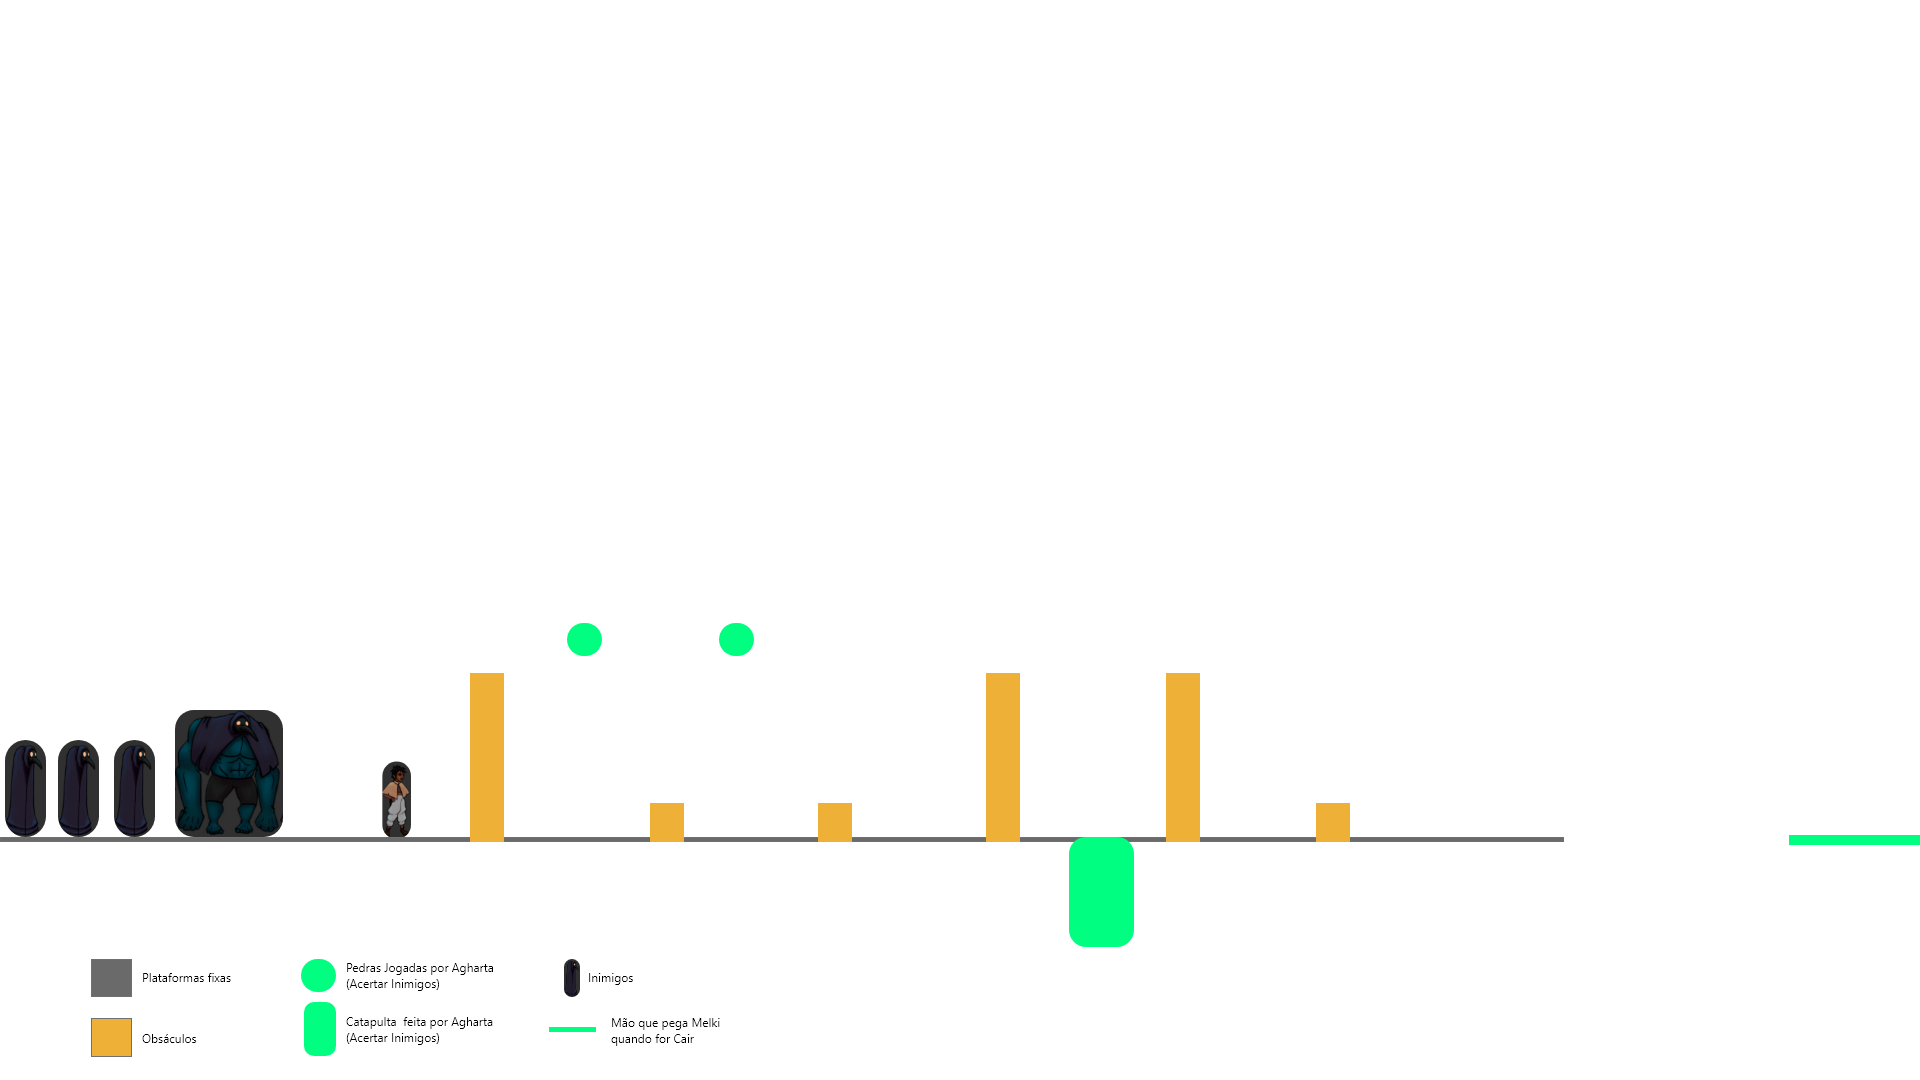 Plataformas fixas
Obsáculos
Pedras Jogadas por Agharta
(Acertar Inimigos)
Catapulta  feita por Agharta
(Acertar Inimigos)
Inimigos
Mão que pega Melki
quando for Cair